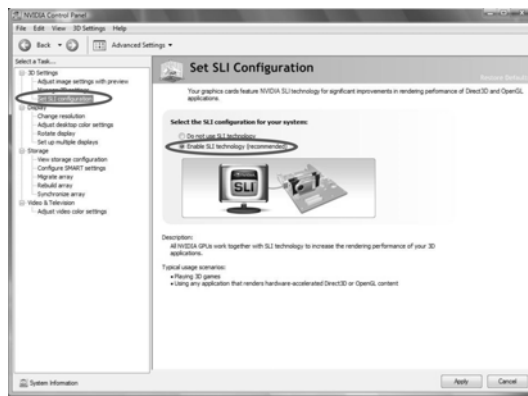 NVIDIA Control Panel
File Edit View 3D Settings Help
Back Advanced Settings
Select a Task...
3D Settings
Adjust image settings with preview
Manage 3D settings
Set SLI configuration
Display
Change resolution
Adjust desktop color settings
Rotate display
Set up multiple displays
Storage
View storage configuration
Configure SMART settings
Migrate array
Rebuild array
Synchronize array
Video & Television
Adjust video color settings
Set SLI Configuration
Restore Defaults
Your graphics cards feature NVIDIA SLI technology for significant improvements in rendering performance of Direct3D and OpenGL
applications.
Select the SLI configuration for your system:
Do not use SLI technology
Enable SLI technology (recommended)
SLI
Description:
All NVIDIA GPUs work together with SLI technology to increase the rendering performance of your 3D
applications.
Typical usage scenarios:
• Playing 3D games
• Using any application that renders hardware-accelerated Direct3D or OpenGL content
System Information
Apply Cancel